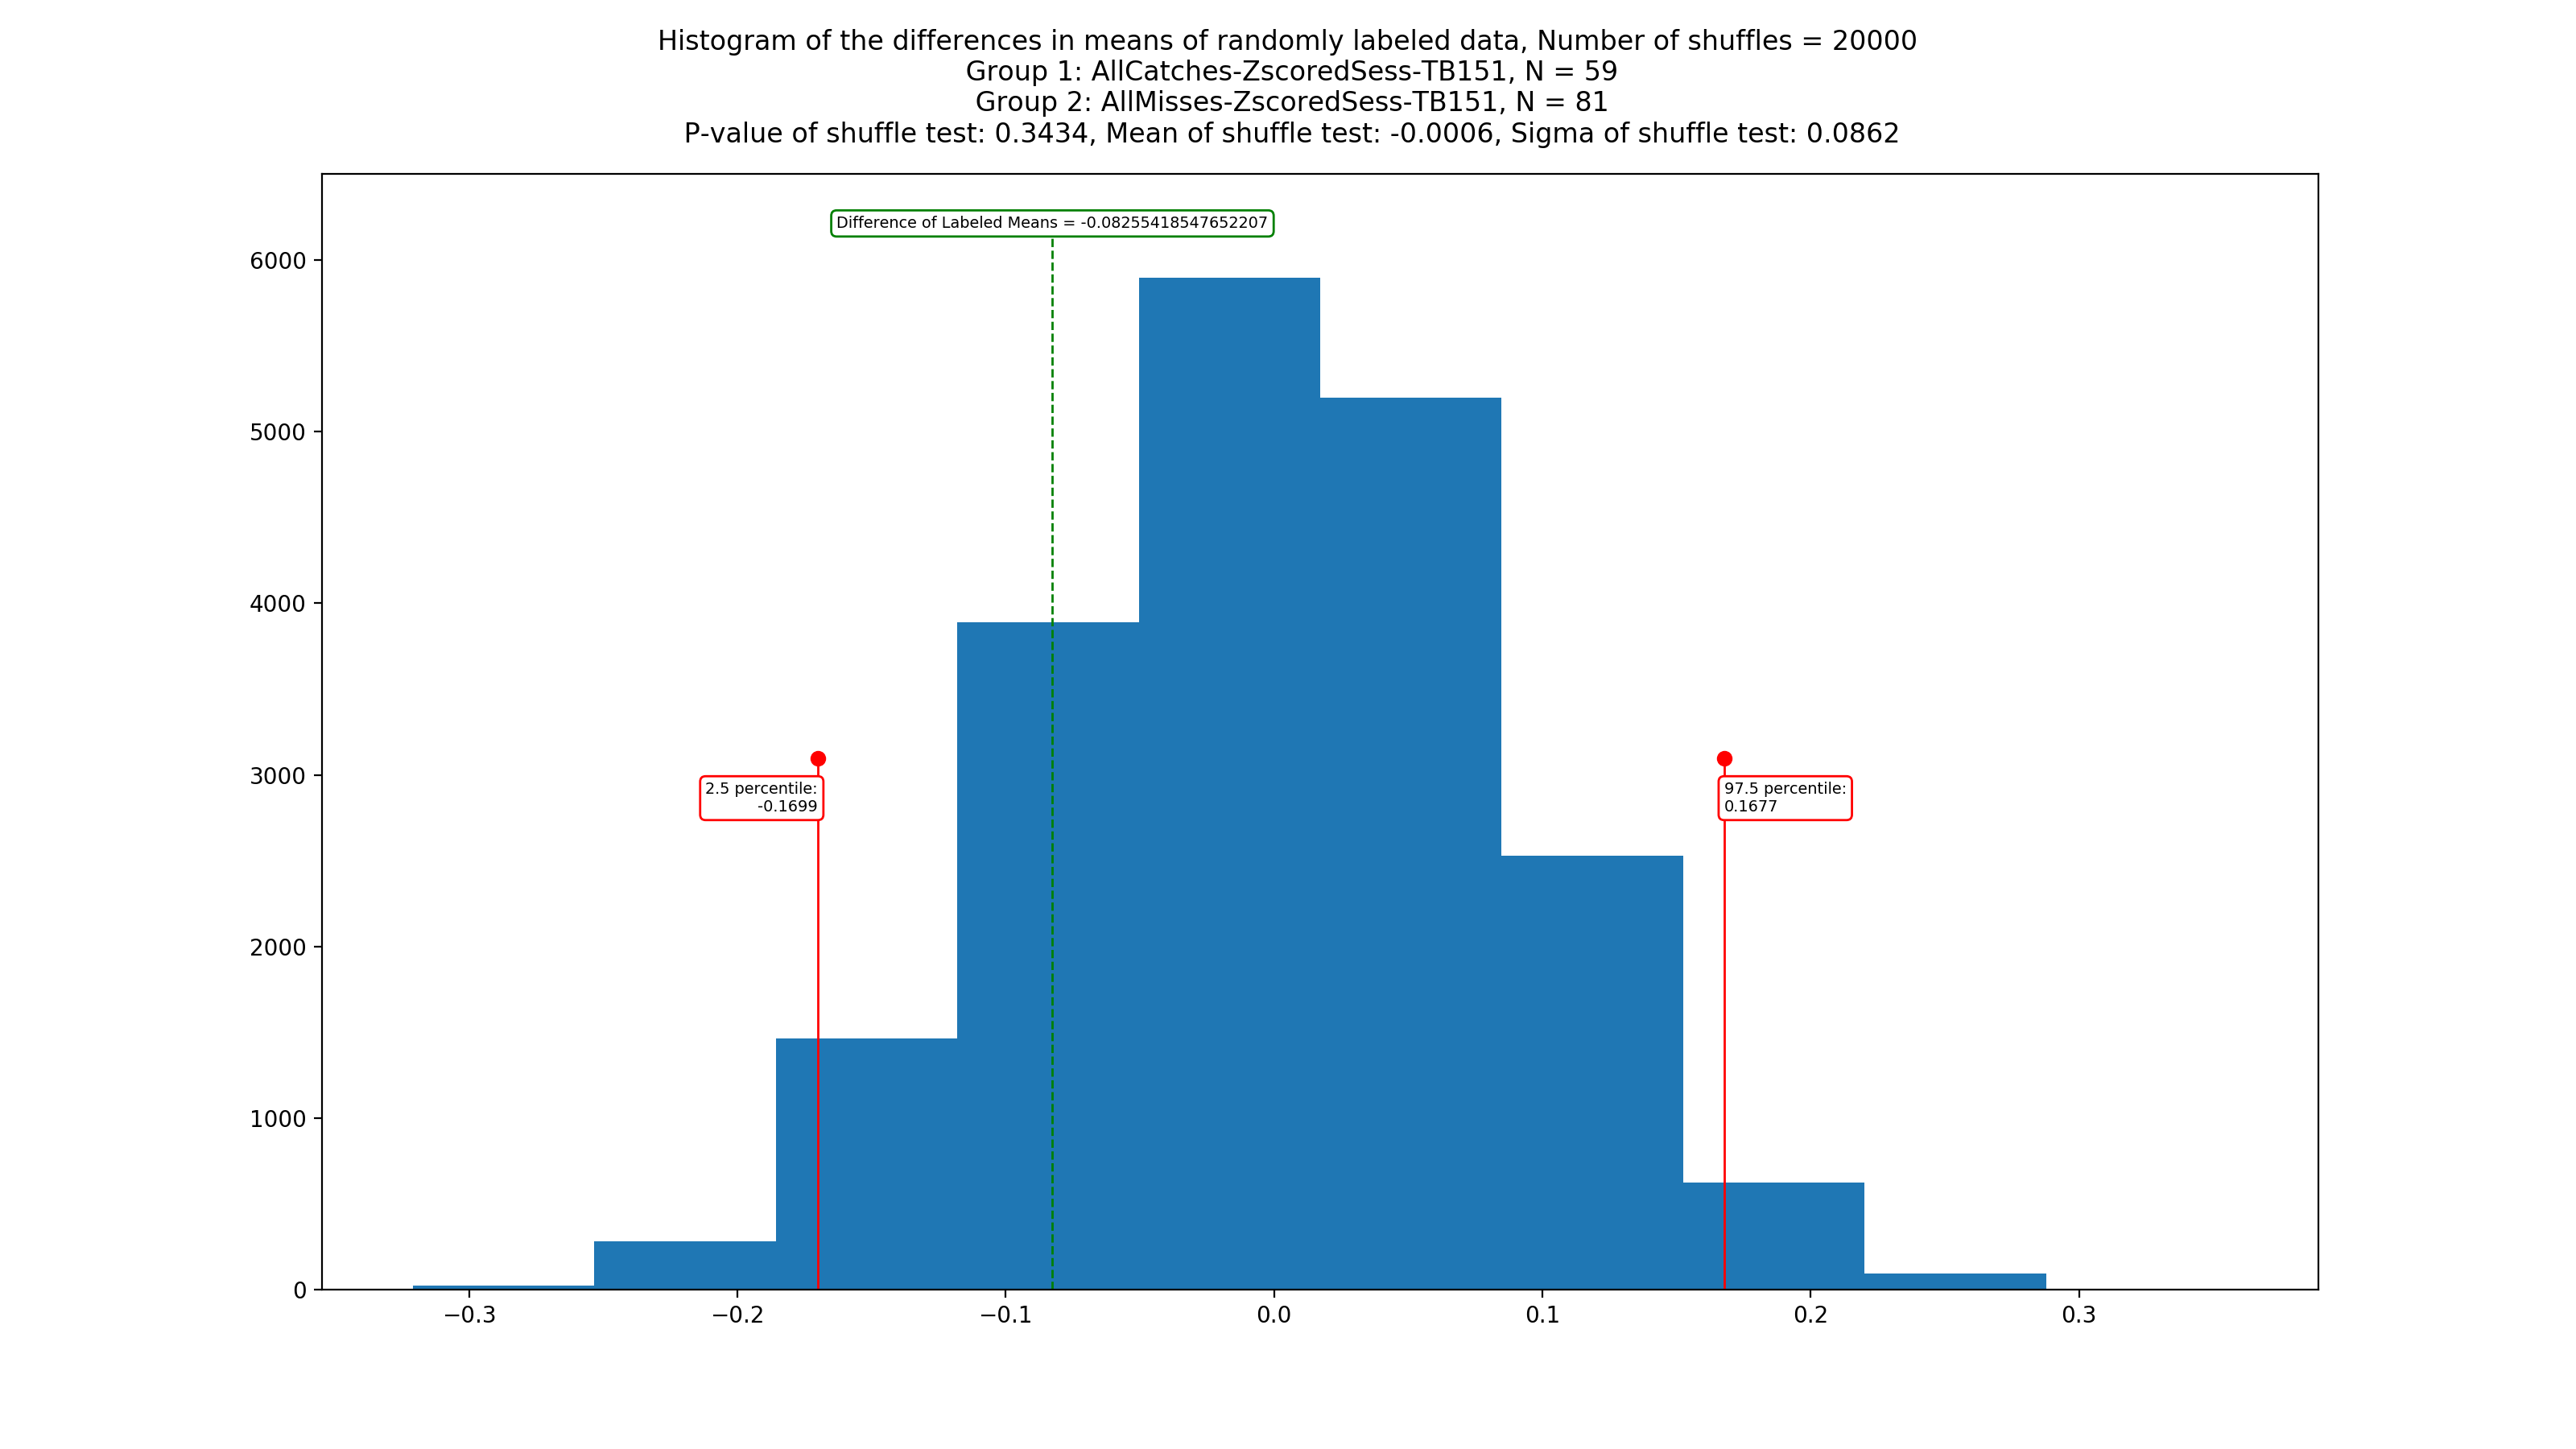 Histogram of the differences in means of randomly labeled data, Number of shuffles = 20000
Group 1: AllCatches-ZscoredSess-TB151, N = 59
Group 2: AllMisses-ZscoredSess-TB151, N = 81
P-value of shuffle test: 0.3434, Mean of shuffle test: -0.0006, Sigma of shuffle test: 0.0862
Difference of Labeled Means = -0.08255418547652207
6000
5000
4000
3000
2.5 percentile:
-0.1699
97.5 percentile:
0.1677
2000
1000
0
−0.3
−0.2
−0.1
0.0
0.1
0.2
0.3